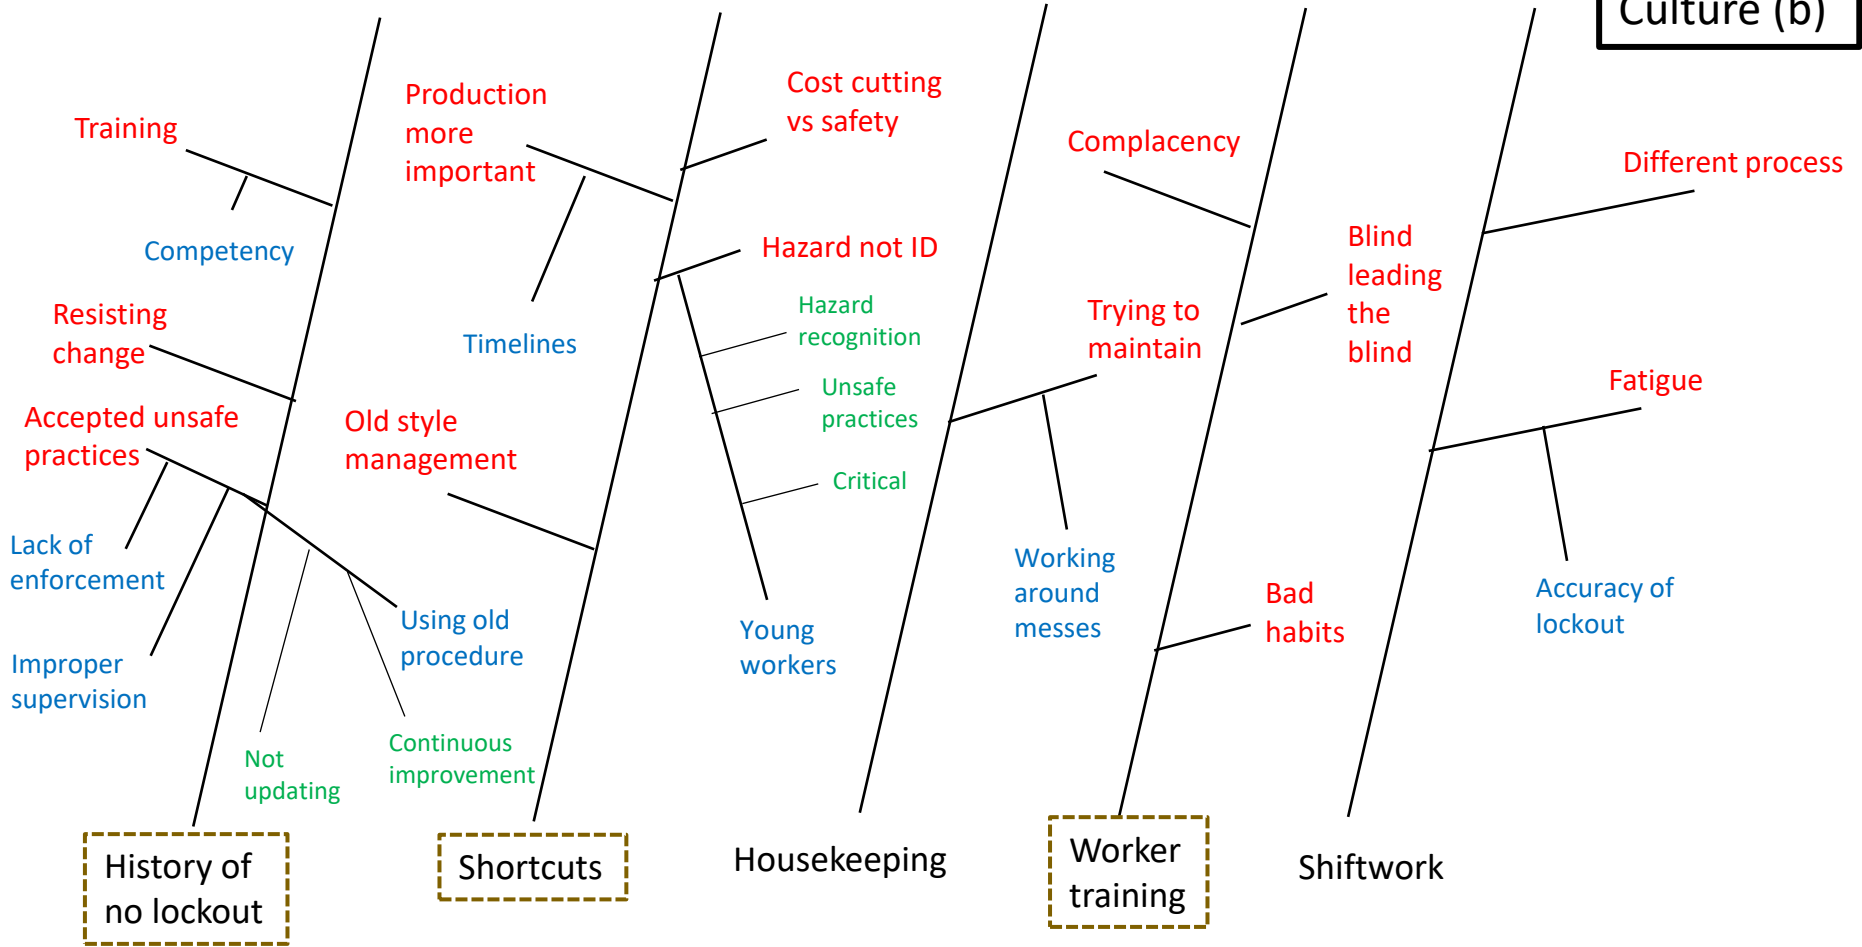 Culture (b)
Training
Competency
Resisting
change
Accepted unsafe
practices
Lack of
enforcement
Improper
supervision
Using old
procedure
Not
updating
Continuous
improvement
History of
no lockout
Production
more
important
Timelines
Old style
management
Cost cutting
vs safety
Hazard not ID
Hazard
recognition
Unsafe
practices
Critical
Young
workers
Shortcuts
Trying to
maintain
Working
around
messes
Housekeeping
Complacency
Blind
leading
the
blind
Bad
habits
Worker
training
Different process
Fatigue
Accuracy of
lockout
Shiftwork